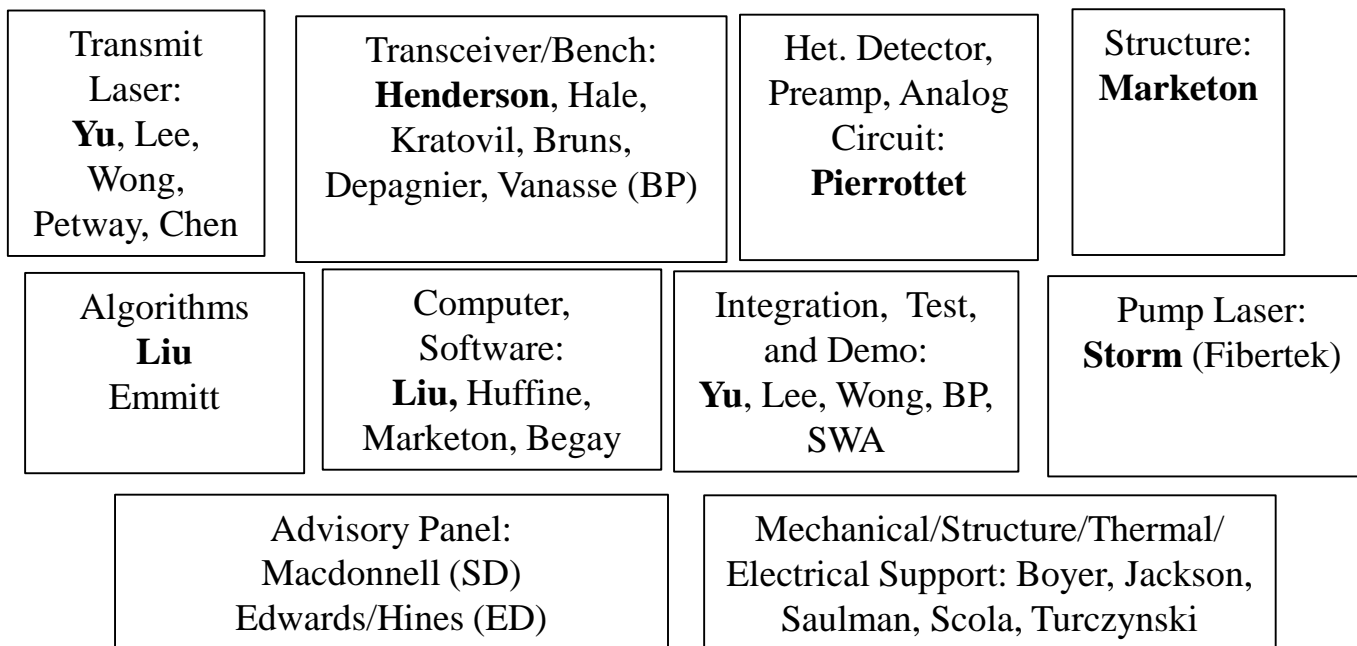 Transmit
Laser:
Yu, Lee,
Wong,
Petway, Chen
Transceiver/Bench:
Henderson, Hale,
Kratovil, Bruns,
Depagnier, Vanasse (BP)
Het. Detector,
Preamp, Analog
Circuit:
Pierrottet
Structure:
Marketon
Algorithms
Liu
Emmitt
Computer,
Software:
Liu, Huffine,
Marketon, Begay
Integration, Test,
and Demo:
Yu, Lee, Wong, BP,
SWA
Pump Laser:
Storm (Fibertek)
Advisory Panel:
Macdonnell (SD)
Edwards/Hines (ED)
Mechanical/Structure/Thermal/
Electrical Support: Boyer, Jackson,
Saulman, Scola, Turczynski